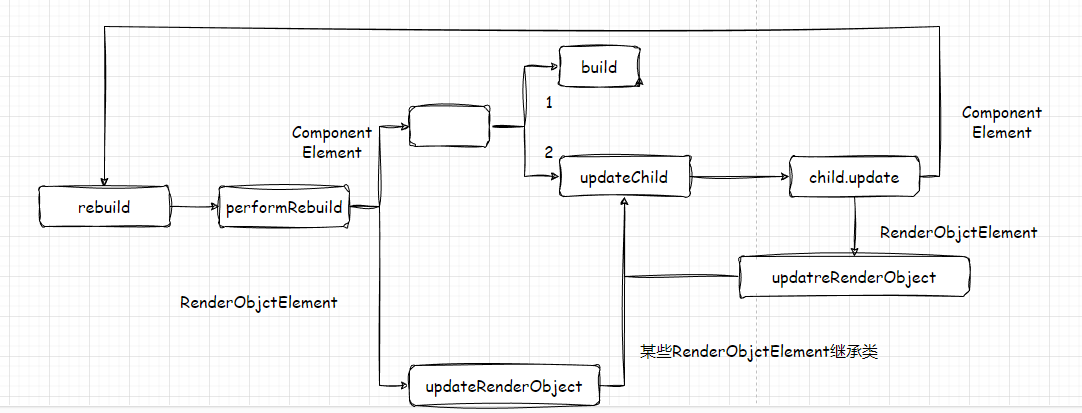 build
1
Component
Element
Component
Element
2
updateChild
child.update
rebuild
performRebuild
RenderObjctElement
updatreRenderObject
RenderObjctElement
某些RenderObjctElement继承类
updateRenderObject